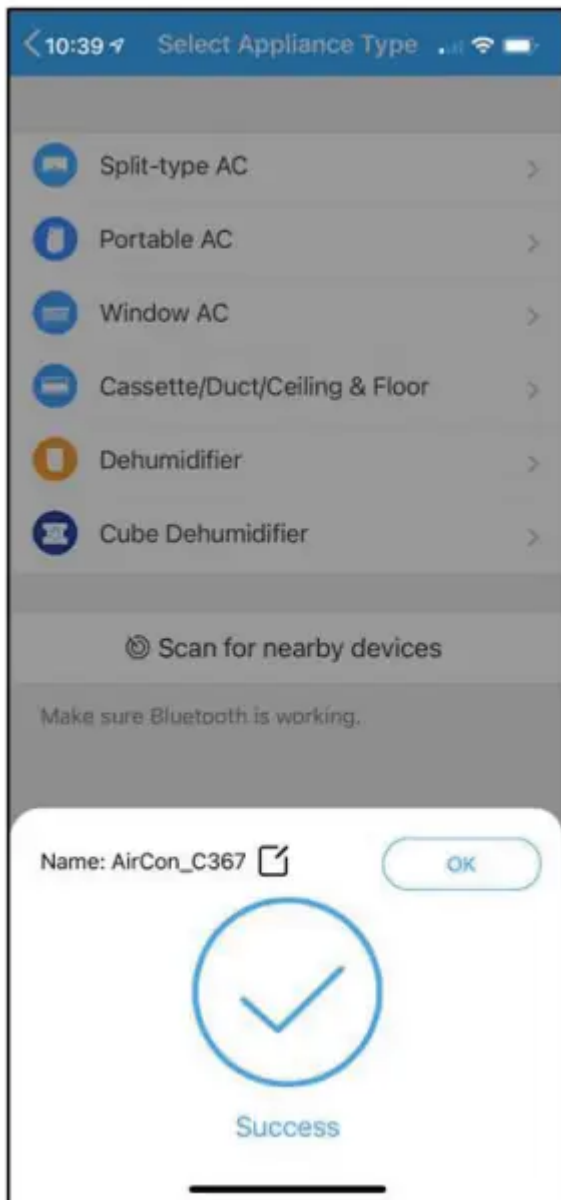 10:39 Select Appliance Type
Split-type AC
Portable AC
Window AC
Cassette/Duct/Ceiling & Floor
Dehumidifier
Cube Dehumidifier
Scan for nearby devices
Make sure Bluetooth is working.
Name: AirCon_C367 OK
Success